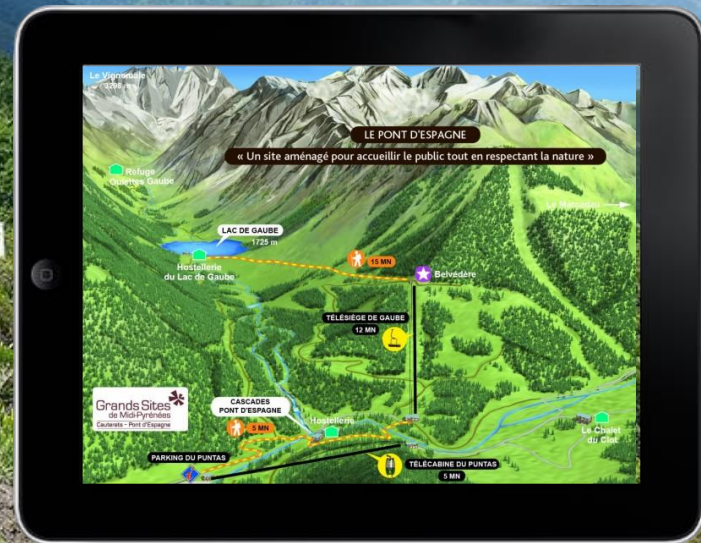 Le Vignemale
3298 m
LE PONT D'ESPAGNE
« Un site aménagé pour accueillir le public tout en respectant la nature »
Refuge
Oulettes Gaube
Le Marcadau
LAC DE GAUBE
1725 m
Hostellerie
du Lac de Gaube
15 MN
Belvédère
TÉLÉSIÈGE DE GAUBE
12 MN
Grands Sites
de Midi-Pyrénées
Cauterets - Pont d'Espagne
CASCADES
PONT D'ESPAGNE
Hostellerie
5 MN
Le Chalet
du Clot
PARKING DU PUNTAS
TÉLÉCABINE DU PUNTAS
5 MN